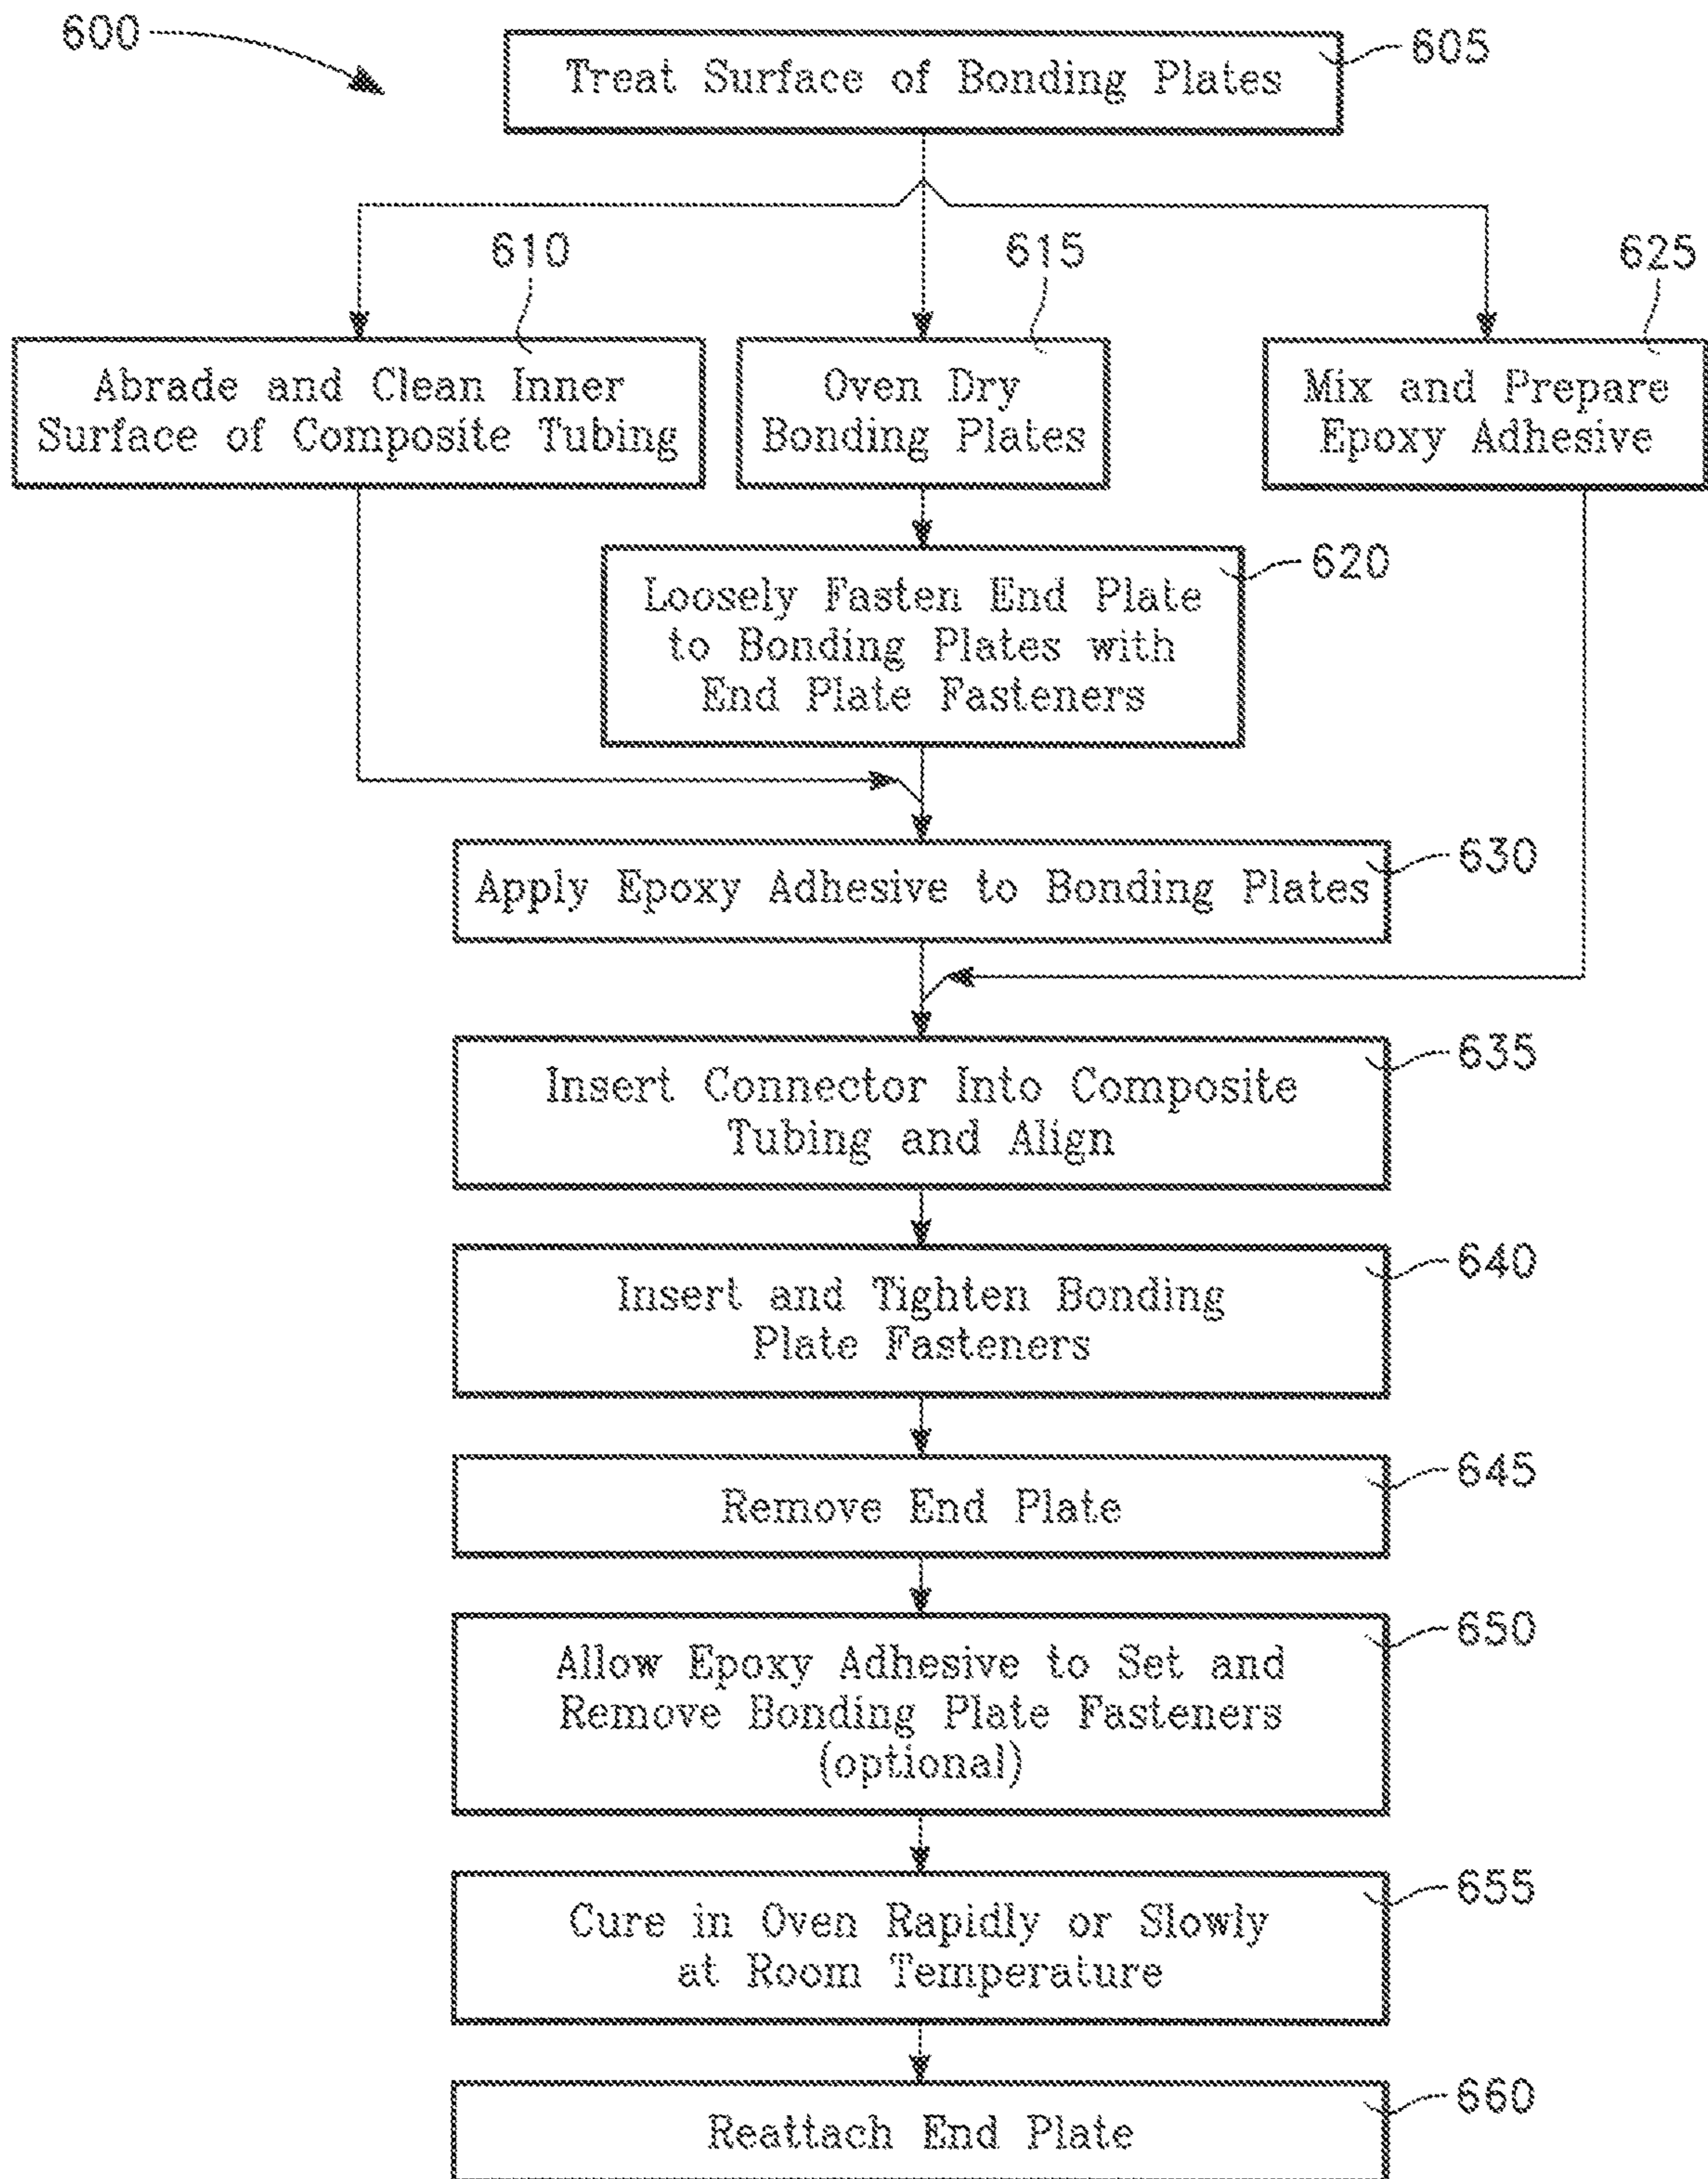 600
605
Treat Surface of Bonding Plates
610
615
625
Abrade and Clean Inner
Surface of Composite Tubing
Oven Dry
Bonding Plates
Mix and Prepare
Epoxy Adhesive
620
Loosely Fasten End Plate
to Bonding Plates with
End Plate Fasteners
630
Apply Epoxy Adhesive to Bonding Plates
635
Insert Connector Into Composite
Tubing and Align
640
Insert and Tighten Bonding
Plate Fasteners
645
Remove End Plate
650
Allow Epoxy Adhesive to Set and
Remove Bonding Plate Fasteners
(optional)
655
Cure in Oven Rapidly or Slowly
at Room Temperature
660
Reattach End Plate